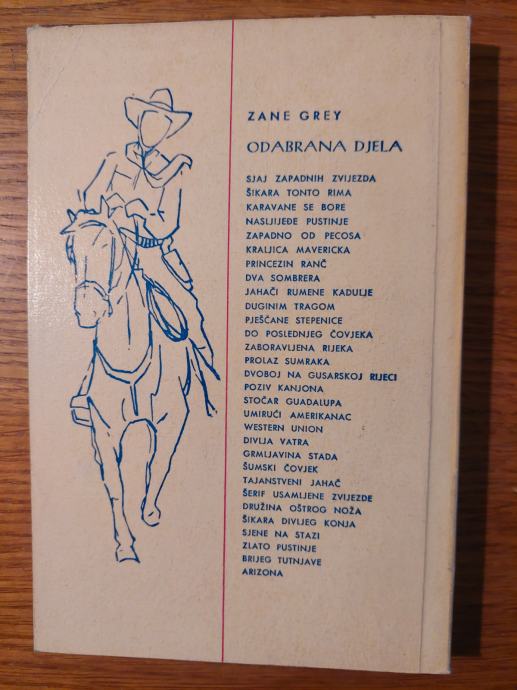 ZANE GREY
ODABRANA DJELA
SJAJ ZAPADNIH ZVIJEZDA
ŠIKARA TONTO RIMA
KARAVANE SE BORE
NASLJIJEĐE PUSTINJE
ZAPADNO OD PECOSA
KRALJICA MAVERICKA
PRINCEZIN RANČ
DVA SOMBRERA
JAHAČI RUMENE KADULJE
DUGINIM TRAGOM
PJEŠČANE STEPENICE
DO POSLEDNJEG ČOVJEKA
ZABORAVLJENA RIJEKA
PROLAZ SUMRAKA
DVOBOJ NA GUSARSKOJ RIJECI
POZIV KANJONA
STOČAR GUADALUPA
UMIRUĆI AMERIKANAC
WESTERN UNION
DIVLJA VATRA
GRMLJAVINA STADA
ŠUMSKI ČOVJEK
TAJANSTVENI JAHAČ
ŠERIF USAMLJENE ZVIJEZDE
DRUŽINA OŠTROG NOŽA
ŠIKARA DIVLJEG KONJA
SJENE NA STAZI
ZLATO PUSTINJE
BRIJEG TUTNJAVE
ARIZONA